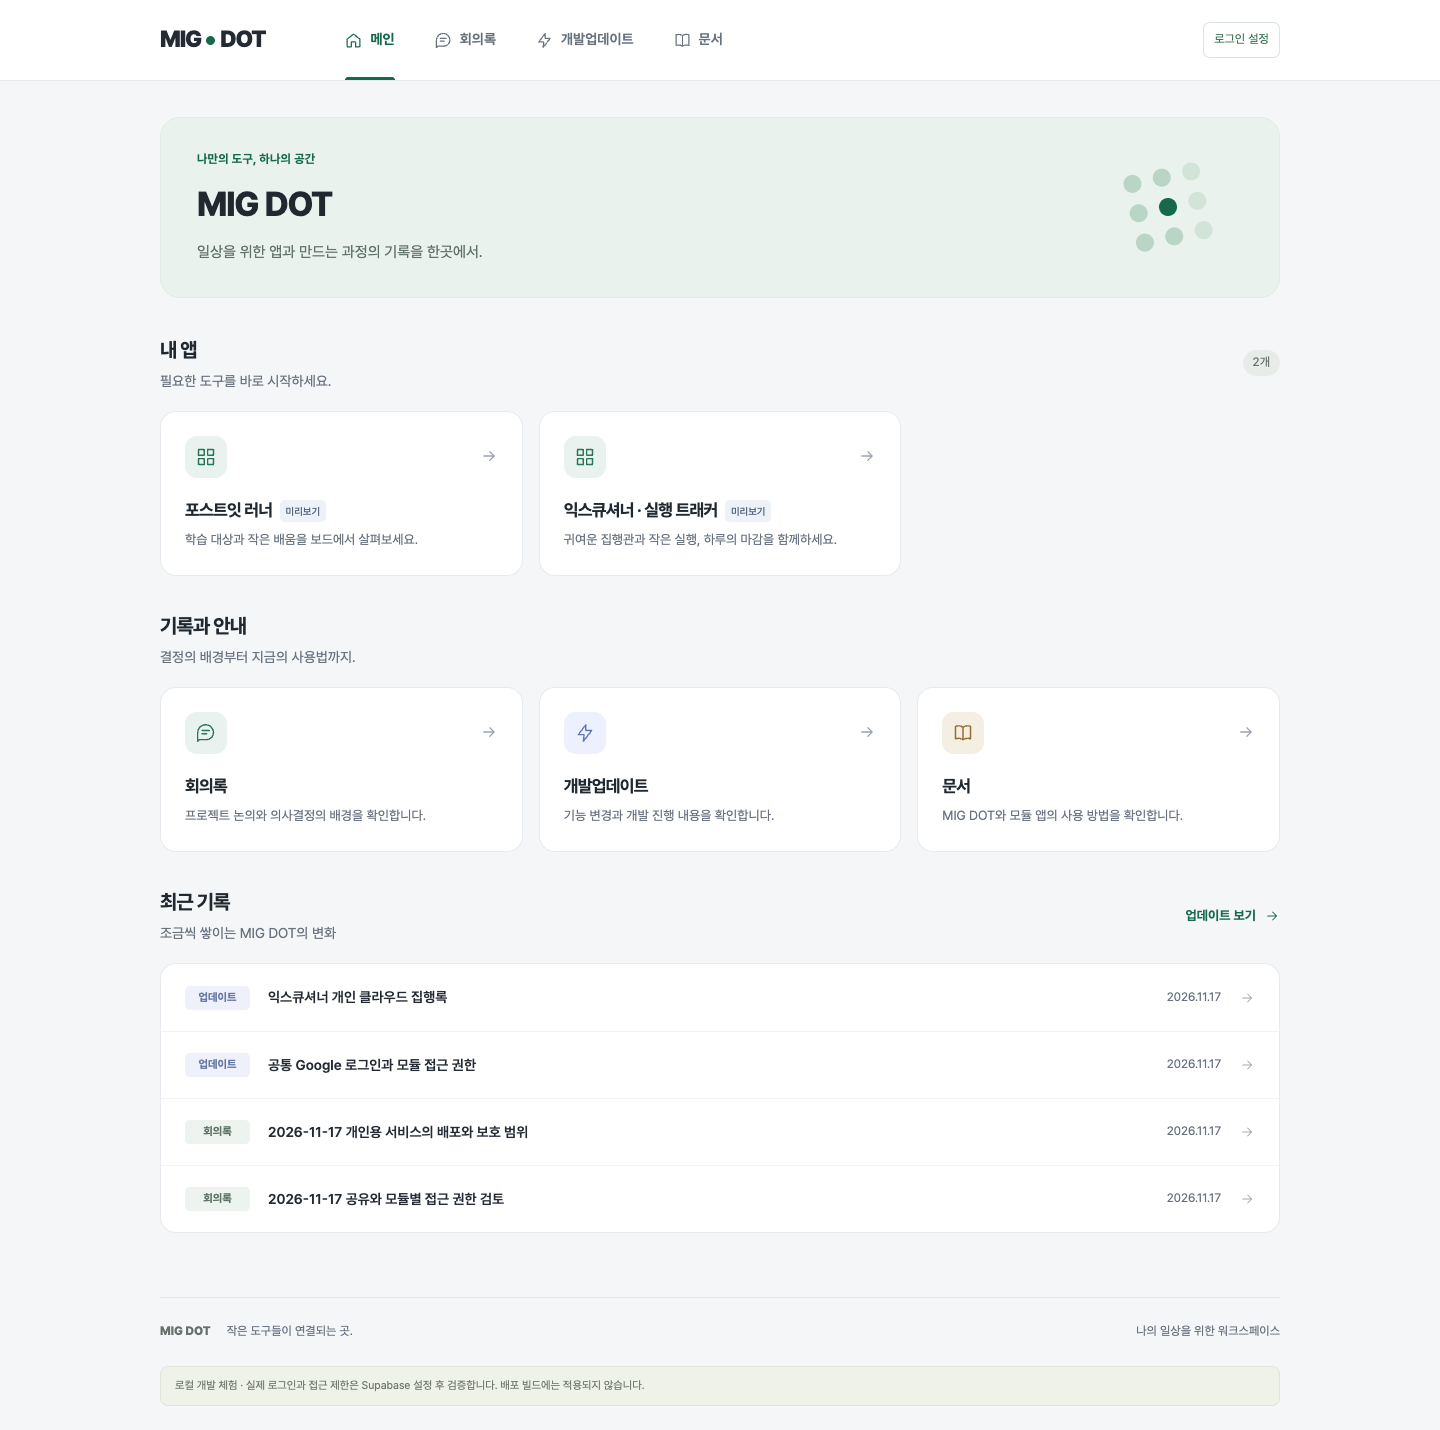 MIG DOT
메인
회의록
개발업데이트
문서
로그인 설정
나만의 도구, 하나의 공간
MIG DOT
일상을 위한 앱과 만드는 과정의 기록을 한곳에서.
내 앱
필요한 도구를 바로 시작하세요.
2개
포스트잇 러너 미리보기
학습 대상과 작은 배움을 보드에서 살펴보세요.
익스큐셔너 · 실행 트래커 미리보기
귀여운 집행관과 작은 실행, 하루의 마감을 함께하세요.
기록과 안내
결정의 배경부터 지금의 사용법까지.
회의록
프로젝트 논의와 의사결정의 배경을 확인합니다.
개발업데이트
기능 변경과 개발 진행 내용을 확인합니다.
문서
MIG DOT와 모듈 앱의 사용 방법을 확인합니다.
최근 기록
조금씩 쌓이는 MIG DOT의 변화
업데이트 보기
업데이트 익스큐셔너 개인 클라우드 집행록 2026.11.17
업데이트 공통 Google 로그인과 모듈 접근 권한 2026.11.17
회의록 2026-11-17 개인용 서비스의 배포와 보호 범위 2026.11.17
회의록 2026-11-17 공유와 모듈별 접근 권한 검토 2026.11.17
MIG DOT 작은 도구들이 연결되는 곳.
나의 일상을 위한 워크스페이스
로컬 개발 체험 · 실제 로그인과 접근 제한은 Supabase 설정 후 검증합니다. 배포 빌드에는 적용되지 않습니다.